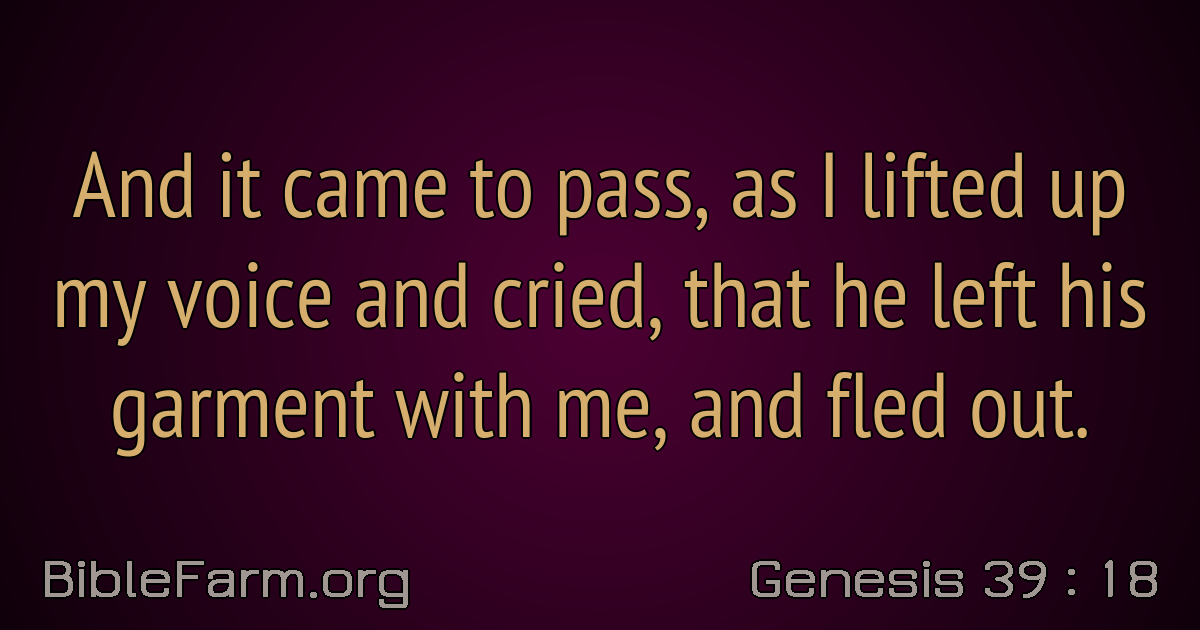 And it came to pass, as I lifted up
my voice and cried, that he left his
garment with me, and fled out.
BibleFarm.org
Genesis 39 : 18